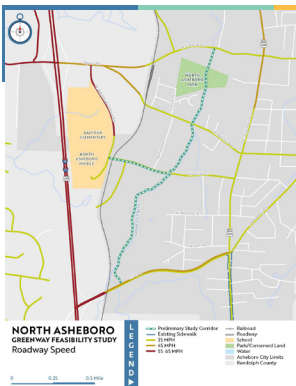 NORTH
ASHEBORO
PARK
BALFOUR
ELEMENTARY
NORTH
ASHEBORO
MIDDLE
NORTH ASHEBORO
GREENWAY FEASIBILITY STUDY
Roadway Speed
0 0.25 0.5 Mile
LEGEND
Preliminary Study Corridor
Existing Sidewalk
35 MPH
45 MPH
55-65 MPH
Railroad
Roadway
School
Park/Conserved Land
Water
Asheboro City Limits
Randolph County